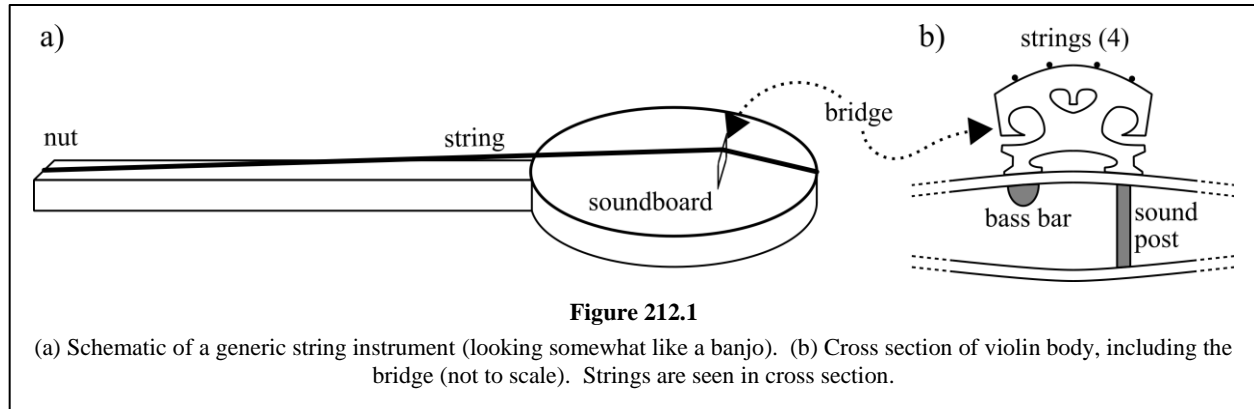 a)
nut
string
soundboard
bridge
b)
strings (4)
bass bar
sound
post
Figure 212.1
(a) Schematic of a generic string instrument (looking somewhat like a banjo). (b) Cross section of violin body, including the
bridge (not to scale). Strings are seen in cross section.